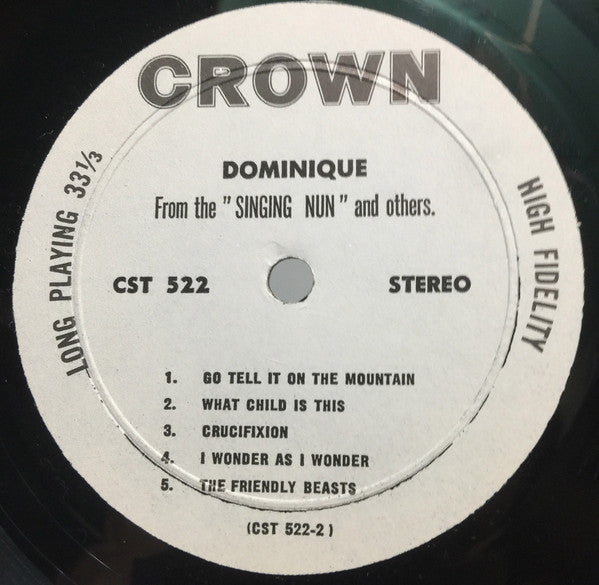 CROWN
DOMINIQUE
From the " SINGING NUN " and others.
LONG PLAYING 33⅓
HIGH FIDELITY
CST 522
STEREO
1. GO TELL IT ON THE MOUNTAIN
2. WHAT CHILD IS THIS
3. CRUCIFIXION
4. I WONDER AS I WONDER
5. THE FRIENDLY BEASTS
(CST 522-2)